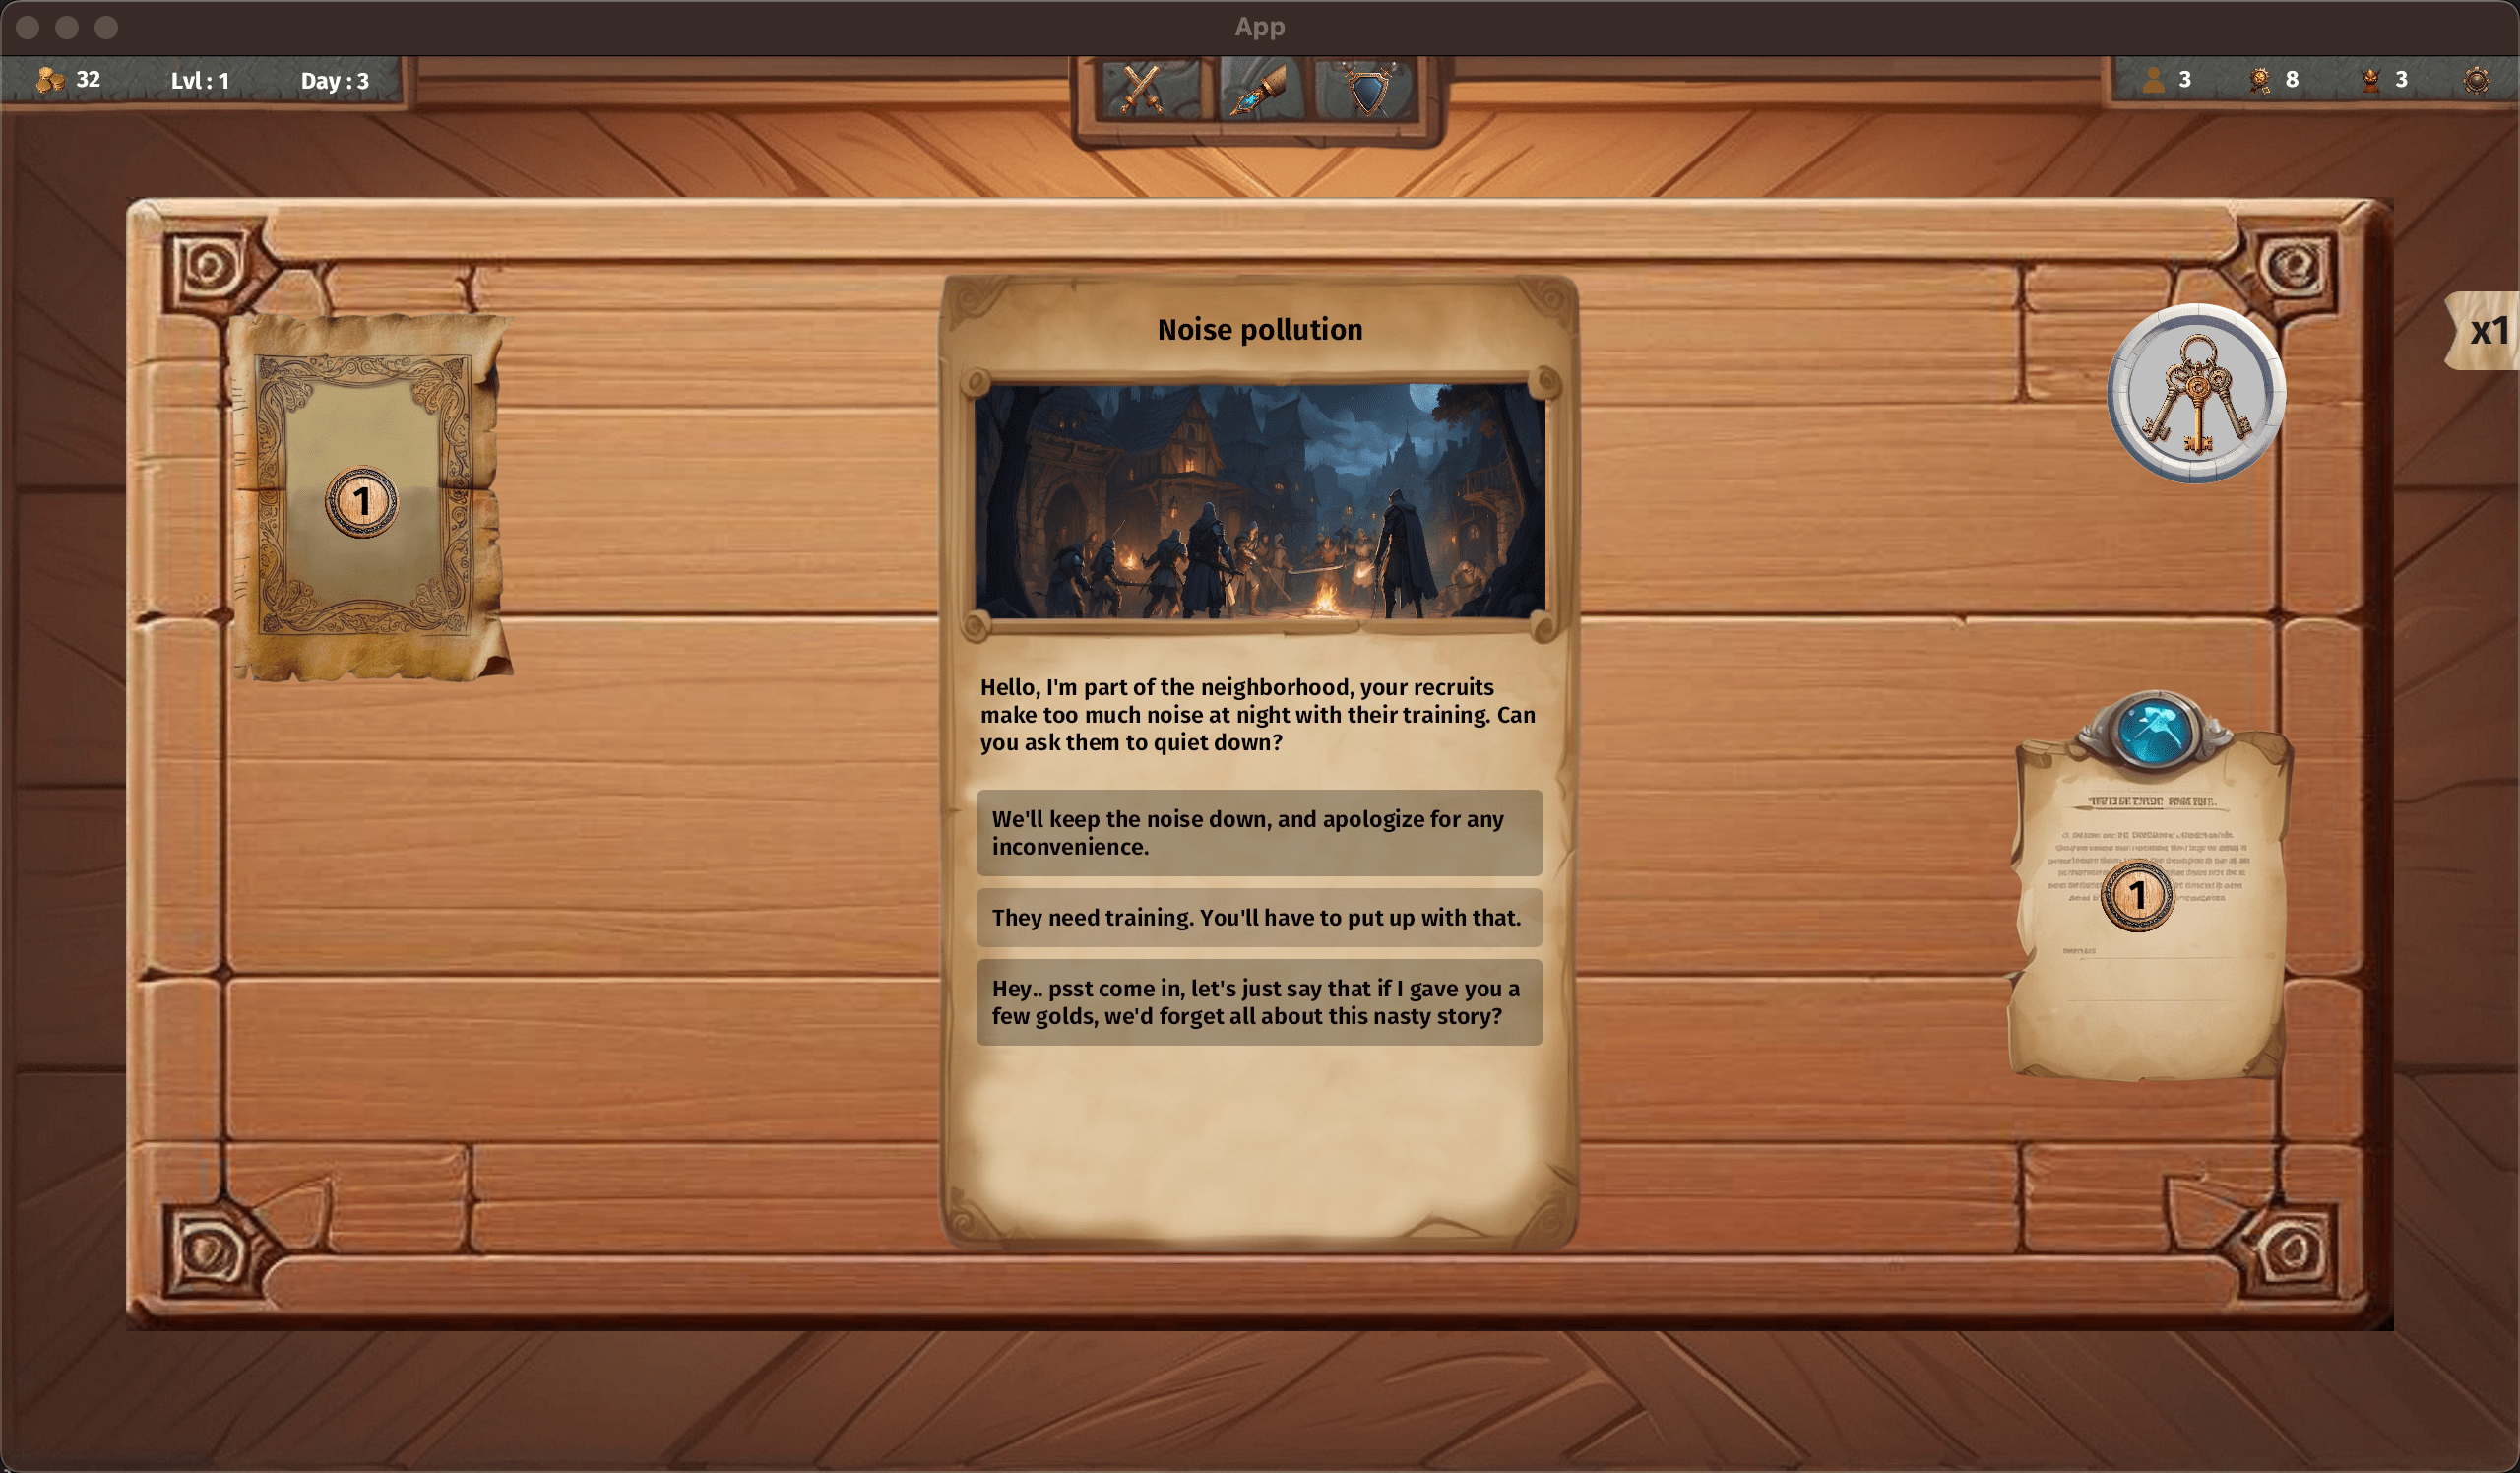 App
32
Lvl : 1
Day : 3
3
8
3
Noise pollution
x1
1
Hello, I'm part of the neighborhood, your recruits
make too much noise at night with their training. Can
you ask them to quiet down?
We'll keep the noise down, and apologize for any
inconvenience.
They need training. You'll have to put up with that.
Hey.. psst come in, let's just say that if I gave you a
few golds, we'd forget all about this nasty story?
1